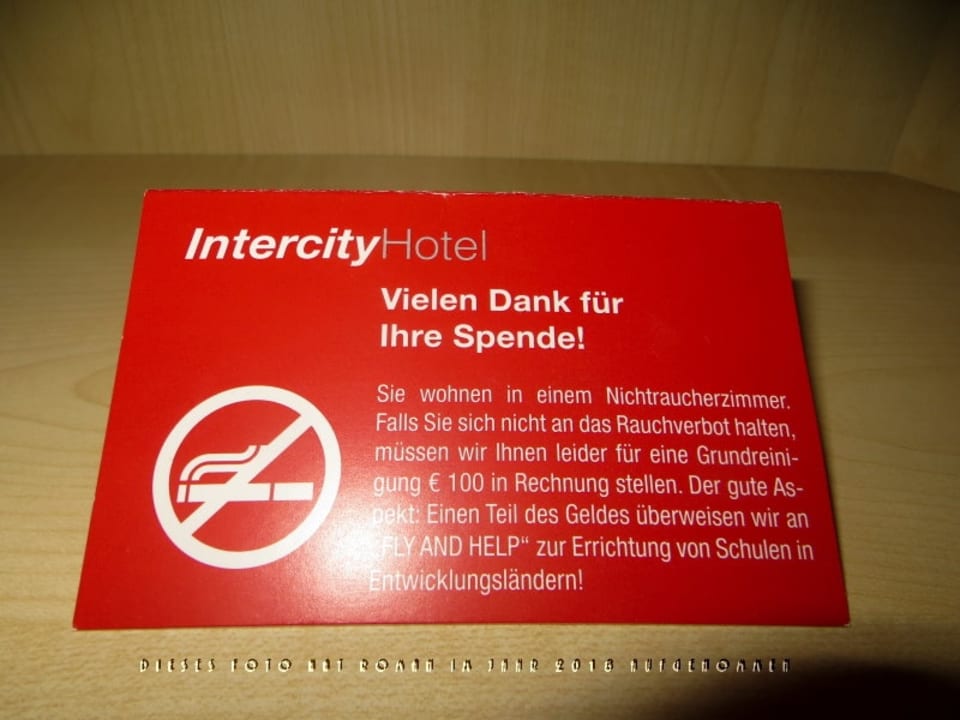 IntercityHotel
Vielen Dank für
Ihre Spende!
Sie wohnen in einem Nichtraucherzimmer.
Falls Sie sich nicht an das Rauchverbot halten,
müssen wir Ihnen leider für eine Grundreini-
gung € 100 in Rechnung stellen. Der gute As-
pekt: Einen Teil des Geldes überweisen wir an
„FLY AND HELP“ zur Errichtung von Schulen in
Entwicklungsländern!
DIESES FOTO HAT ROMAN IM JAHR 2018 AUFGENOMMEN